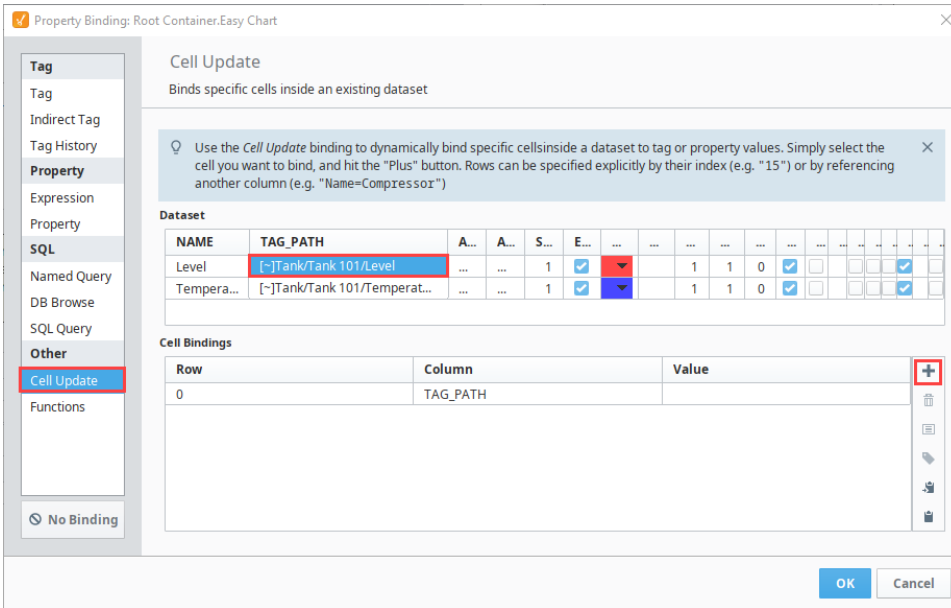 Property Binding: Root Container.Easy Chart
Tag
Tag
Indirect Tag
Tag History
Property
Expression
Property
SQL
Named Query
DB Browse
SQL Query
Other
Cell Update
Functions
No Binding
Cell Update
Binds specific cells inside an existing dataset
Use the Cell Update binding to dynamically bind specific cellsinside a dataset to tag or property values. Simply select the
cell you want to bind, and hit the "Plus" button. Rows can be specified explicitly by their index (e.g. "15") or by referencing
another column (e.g. "Name=Compressor")
Dataset
NAME TAG_PATH A... A... S... E... ... ... ... ... ... ... ... ... ... ... ... ... ... ...
Level [~]Tank/Tank 101/Level ... ... 1 1 1 0
Tempera... [~]Tank/Tank 101/Temperat... ... ... 1 1 1 0
Cell Bindings
Row Column Value
0 TAG_PATH
OK Cancel